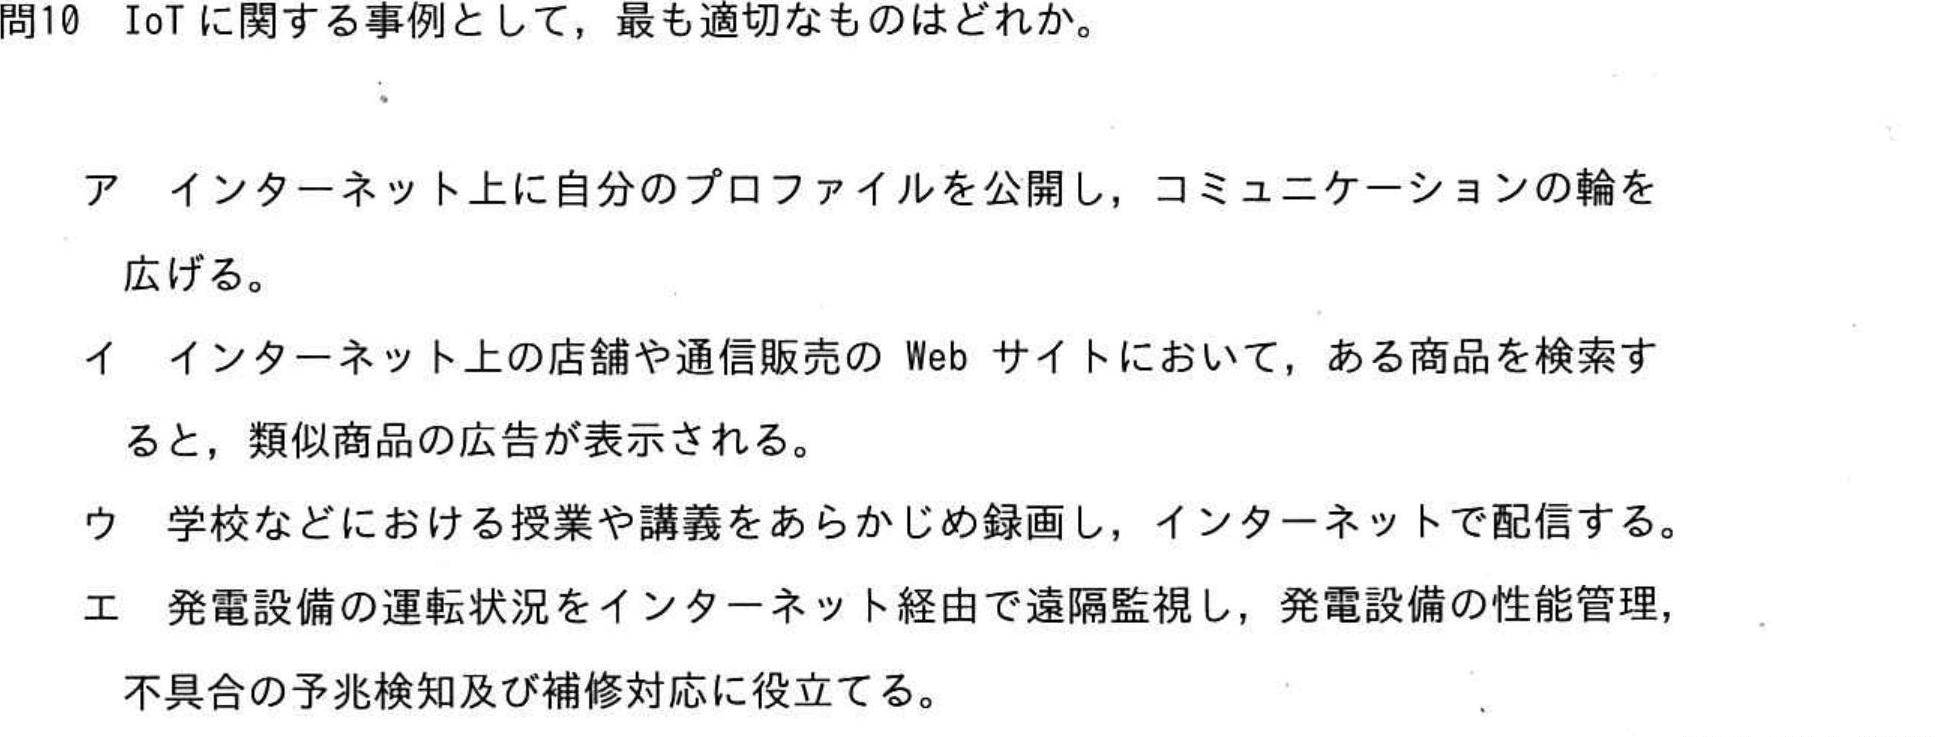 問10 IoTに関する事例として，最も適切なものはどれか。
ア インターネット上に自分のプロファイルを公開し，コミュニケーションの輪を
広げる。
イ インターネット上の店舗や通信販売の Web サイトにおいて，ある商品を検索す
ると，類似商品の広告が表示される。
ウ 学校などにおける授業や講義をあらかじめ録画し，インターネットで配信する。
エ 発電設備の運転状況をインターネット経由で遠隔監視し，発電設備の性能管理，
不具合の予兆検知及び補修対応に役立てる。